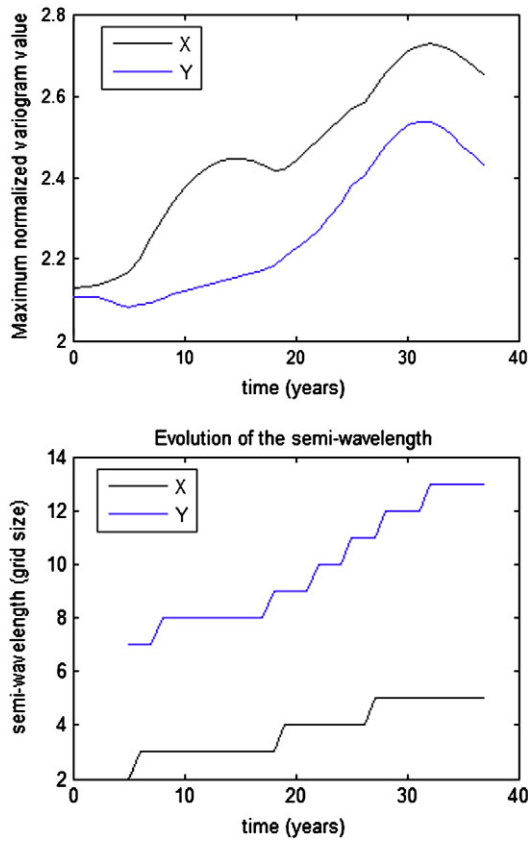 Maximum normalized variogram value
2.8
2.6
2.4
2.2
2
X
Y
0
10
20
30
40
time (years)
Evolution of the semi-wavelength
semi-wavelength (grid size)
14
12
10
8
6
4
2
X
Y
0
10
20
30
40
time (years)